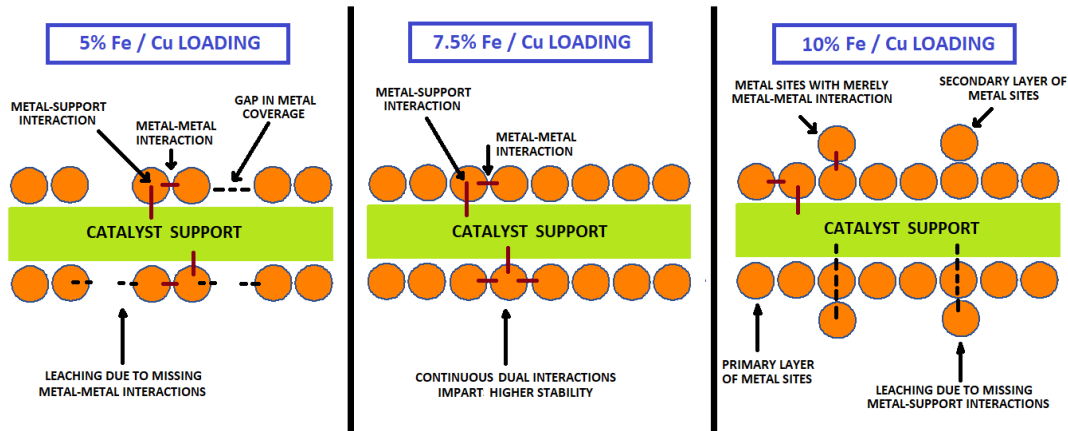 5% Fe / Cu LOADING
METAL-SUPPORT
INTERACTION
METAL-METAL
INTERACTION
GAP IN METAL
COVERAGE
CATALYST SUPPORT
LEACHING DUE TO MISSING
METAL-METAL INTERACTIONS
7.5% Fe / Cu LOADING
METAL-SUPPORT
INTERACTION
METAL-METAL
INTERACTION
CATALYST SUPPORT
CONTINUOUS DUAL INTERACTIONS
IMPART HIGHER STABILITY
10% Fe / Cu LOADING
METAL SITES WITH MERELY
METAL-METAL INTERACTION
SECONDARY LAYER OF
METAL SITES
CATALYST SUPPORT
PRIMARY LAYER
OF METAL SITES
LEACHING DUE TO MISSING
METAL-SUPPORT INTERACTIONS